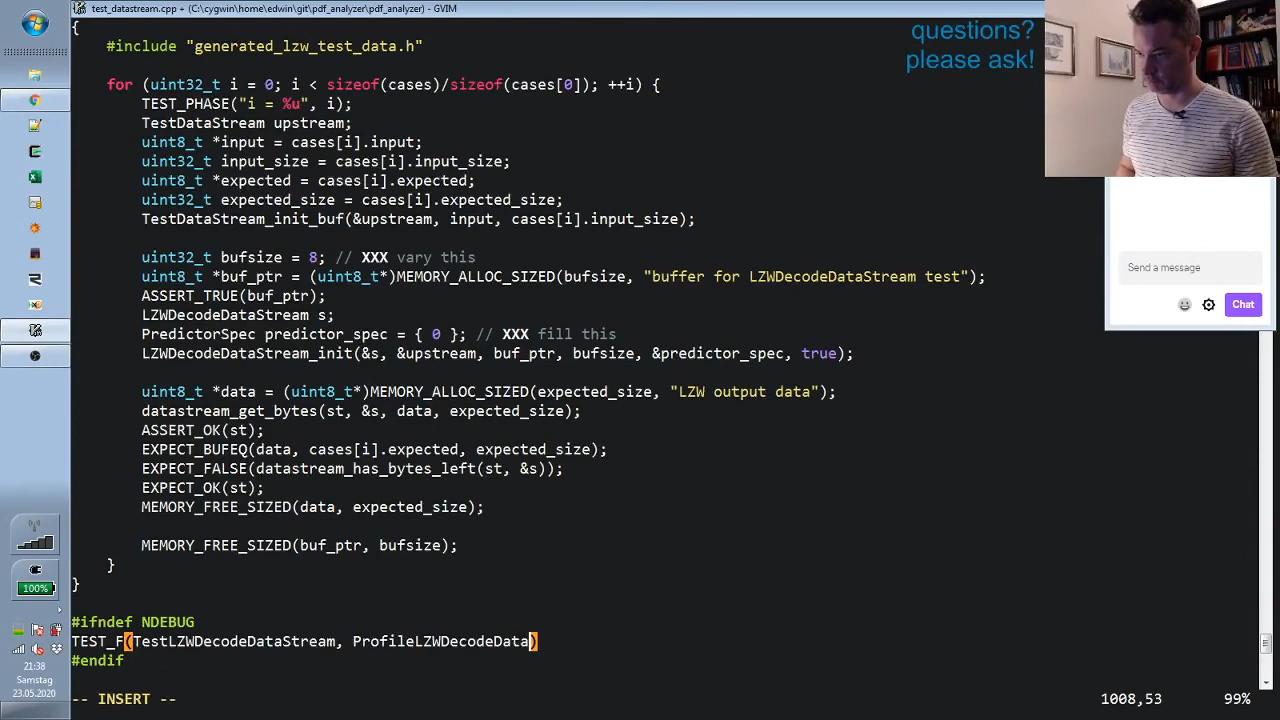 test_datastream.cpp + (C:\cygwin\home\edwin\git\pdf_analyzer\pdf_analyzer) - GVIM
{
#include "generated_lzw_test_data.h"
for (uint32_t i = 0; i < sizeof(cases)/sizeof(cases[0]); ++i) {
TEST_PHASE("i = %u", i);
TestDataStream upstream;
uint8_t *input = cases[i].input;
uint32_t input_size = cases[i].input_size;
uint8_t *expected = cases[i].expected;
uint32_t expected_size = cases[i].expected_size;
TestDataStream_init_buf(&upstream, input, cases[i].input_size);
uint32_t bufsize = 8; // XXX vary this
uint8_t *buf_ptr = (uint8_t*)MEMORY_ALLOC_SIZED(bufsize, "buffer for LZWDecodeDataStream test");
ASSERT_TRUE(buf_ptr);
LZWDecodeDataStream s;
PredictorSpec predictor_spec = { 0 }; // XXX fill this
LZWDecodeDataStream_init(&s, &upstream, buf_ptr, bufsize, &predictor_spec, true);
uint8_t *data = (uint8_t*)MEMORY_ALLOC_SIZED(expected_size, "LZW output data");
datastream_get_bytes(st, &s, data, expected_size);
ASSERT_OK(st);
EXPECT_BUFEQ(data, cases[i].expected, expected_size);
EXPECT_FALSE(datastream_has_bytes_left(st, &s));
EXPECT_OK(st);
MEMORY_FREE_SIZED(data, expected_size);
MEMORY_FREE_SIZED(buf_ptr, bufsize);
}
}
#ifndef NDEBUG
TEST_F(TestLZWDecodeDataStream, ProfileLZWDecodeData)
#endif
-- INSERT --
1008,53
99%
questions?
please ask!
Send a message
Chat
100%
21:38
Samstag
23.05.2020